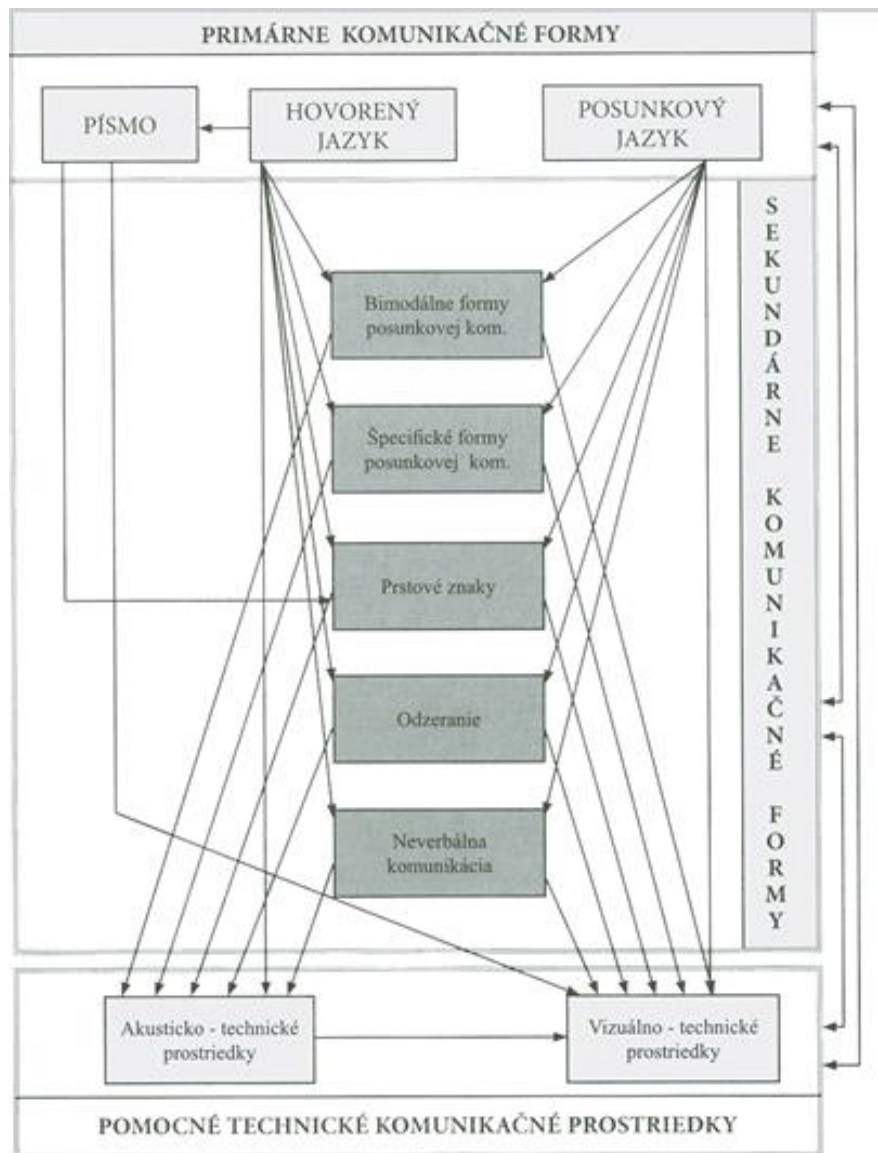 PRIMÁRNE KOMUNIKAČNÉ FORMY
PÍSMO
HOVORENÝ
JAZYK
POSUNKOVÝ
JAZYK
SEKUNDÁRNE KOMUNIKAČNÉ FORMY
Bimodálne formy
posunkovej kom.
Špecifické formy
posunkovej kom.
Prstové znaky
Odzeranie
Neverbálna
komunikácia
Akusticko - technické
prostriedky
Vizuálno - technické
prostriedky
POMOCNÉ TECHNICKÉ KOMUNIKAČNÉ PROSTRIEDKY